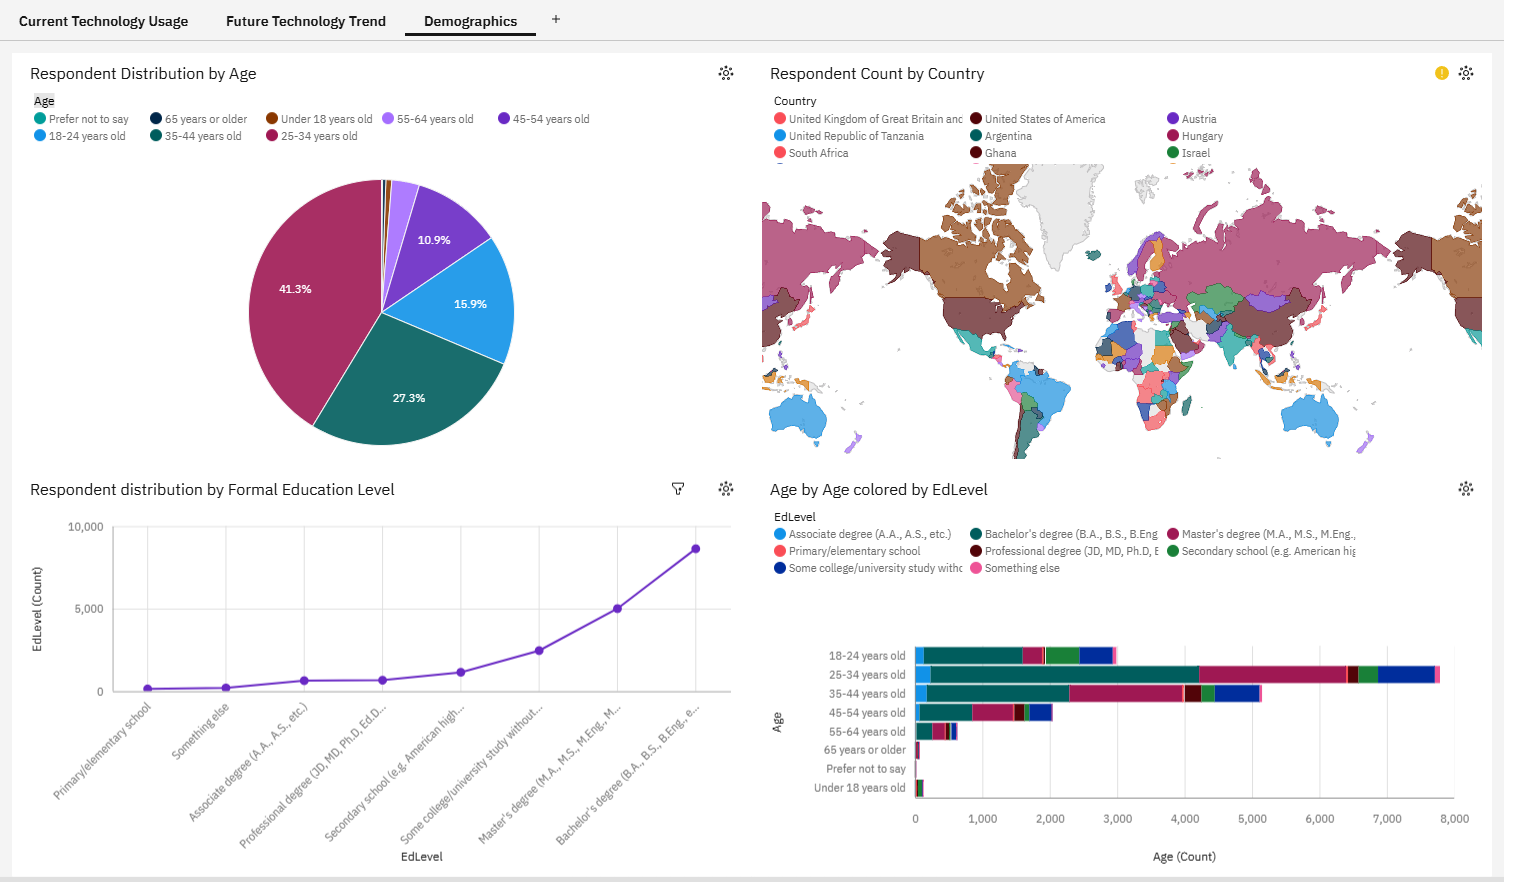 Current Technology Usage Future Technology Trend Demographics +
Respondent Distribution by Age
Age
Prefer not to say 65 years or older Under 18 years old 55-64 years old 45-54 years old
18-24 years old 35-44 years old 25-34 years old
10.9%
41.3%
15.9%
27.3%
Respondent Count by Country
Country
United Kingdom of Great Britain and United States of America Austria
United Republic of Tanzania Argentina Hungary
South Africa Ghana Israel
Respondent distribution by Formal Education Level
10,000
5,000
0
EdLevel (Count)
Primary/elementary school
Something else
Associate degree (A.A., A.S., etc.)
Professional degree (JD, MD, Ph.D, Ed.D...
Secondary school (e.g. American high...
Some college/university study without...
Master's degree (M.A., M.S., M.Eng., M...
Bachelor's degree (B.A., B.S., B.Eng., e...
EdLevel
Age by Age colored by EdLevel
EdLevel
Associate degree (A.A., A.S., etc.) Bachelor's degree (B.A., B.S., B.Eng. Master's degree (M.A., M.S., M.Eng.,
Primary/elementary school Professional degree (JD, MD, Ph.D, E Secondary school (e.g. American hig
Some college/university study witho Something else
Age
18-24 years old
25-34 years old
35-44 years old
45-54 years old
55-64 years old
65 years or older
Prefer not to say
Under 18 years old
0 1,000 2,000 3,000 4,000 5,000 6,000 7,000 8,000
Age (Count)